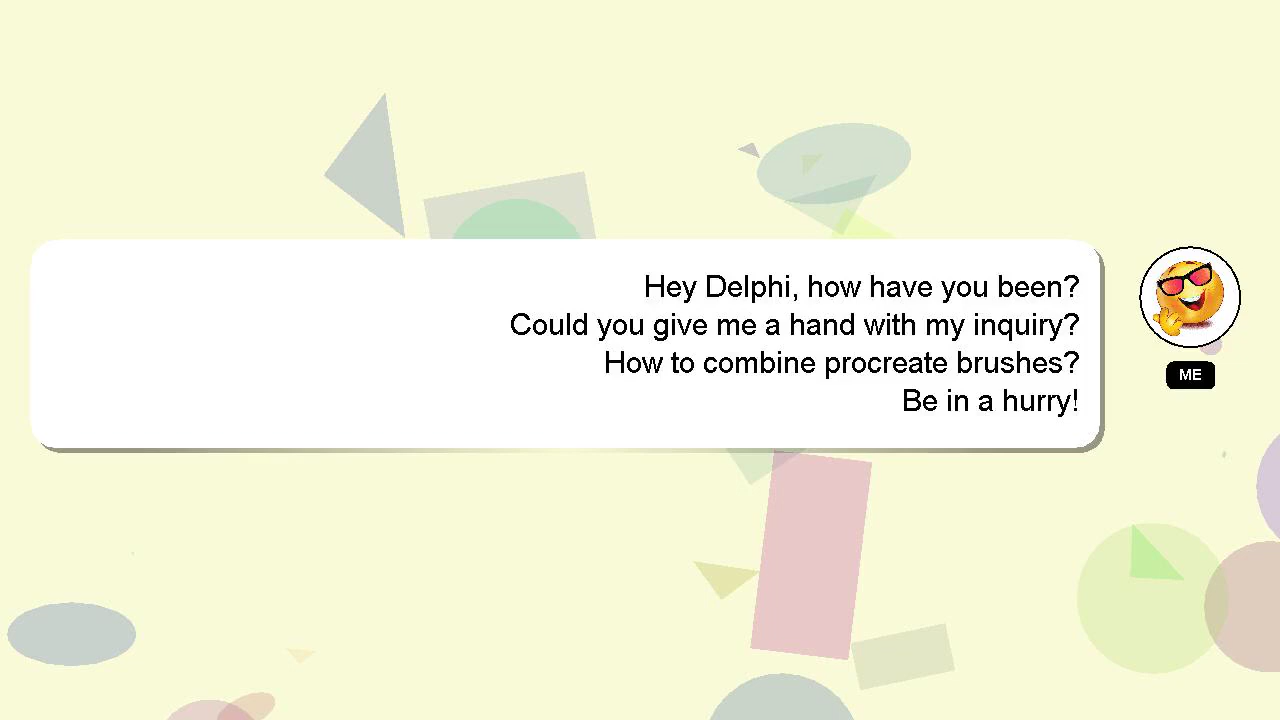 Hey Delphi, how have you been?
Could you give me a hand with my inquiry?
How to combine procreate brushes?
Be in a hurry!
ME